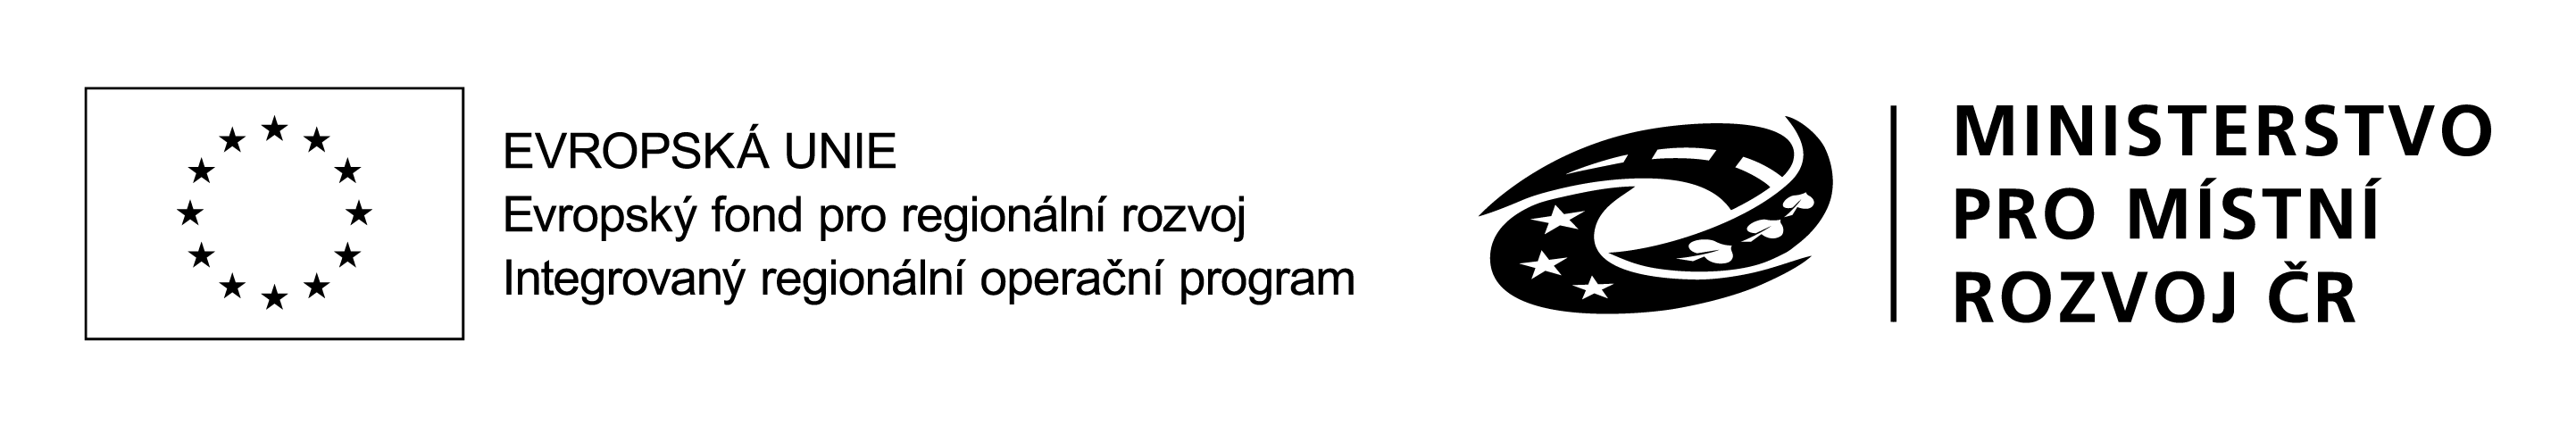 EVROPSKÁ UNIE
Evropský fond pro regionální rozvoj
Integrovaný regionální operační program
MINISTERSTVO
PRO MÍSTNÍ
ROZVOJ ČR